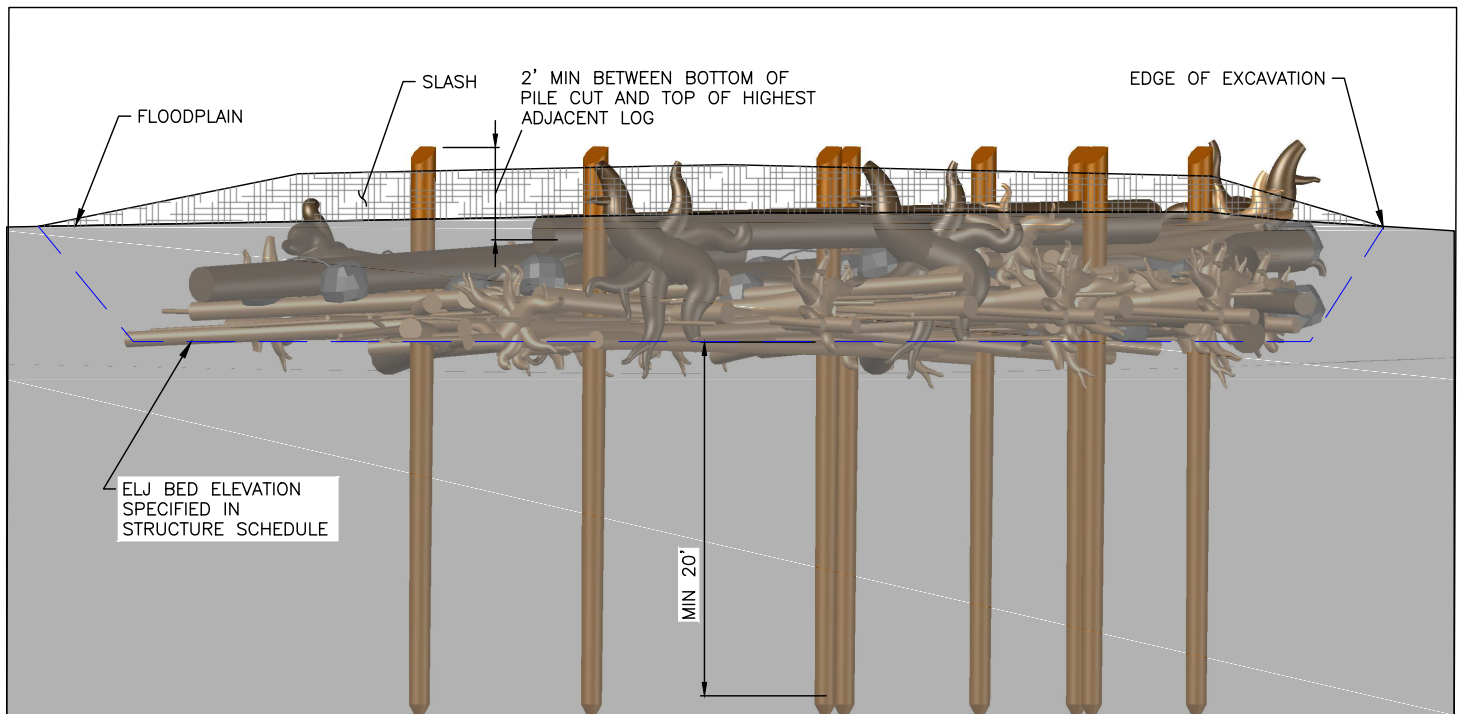 FLOODPLAIN
SLASH
2' MIN BETWEEN BOTTOM OF
PILE CUT AND TOP OF HIGHEST
ADJACENT LOG
EDGE OF EXCAVATION
ELJ BED ELEVATION
SPECIFIED IN
STRUCTURE SCHEDULE
MIN 20'